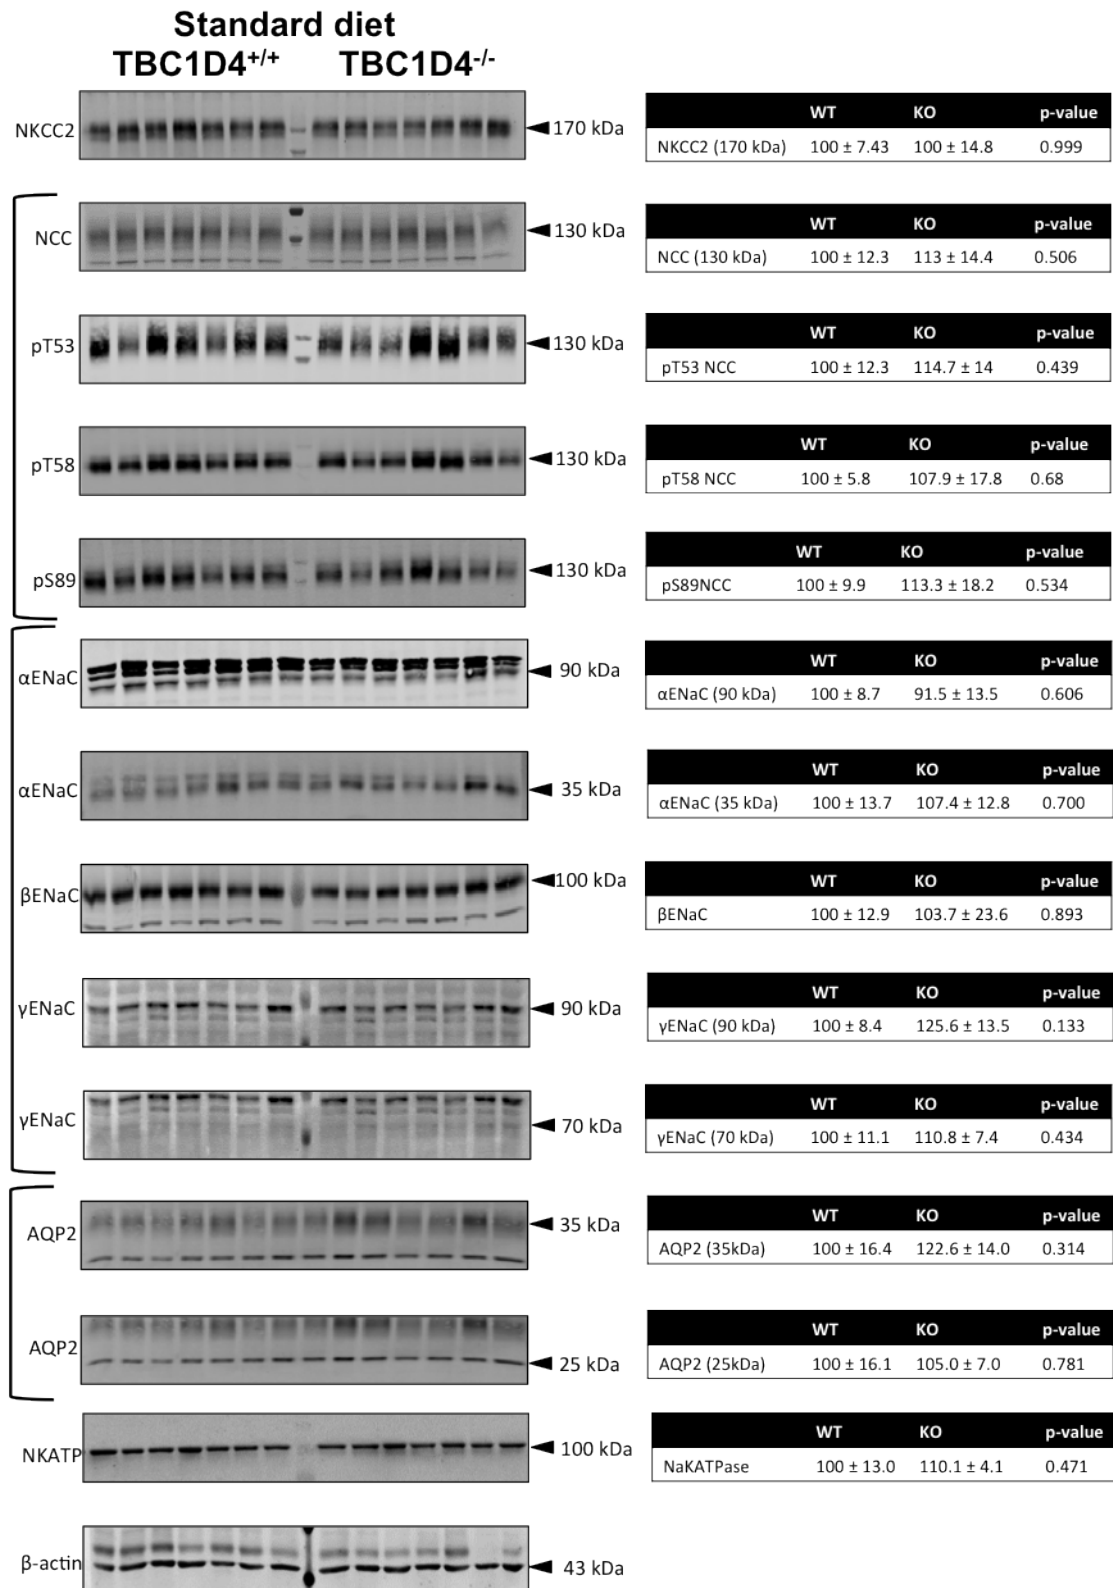 Standard diet
TBC1D4+/+ TBC1D4-/-
NKCC2 170 kDa
WT KO p-value
NKCC2 (170 kDa) 100 ± 7.43 100 ± 14.8 0.999
NCC 130 kDa
WT KO p-value
NCC (130 kDa) 100 ± 12.3 113 ± 14.4 0.506
pT53 130 kDa
WT KO p-value
pT53 NCC 100 ± 12.3 114.7 ± 14 0.439
pT58 130 kDa
WT KO p-value
pT58 NCC 100 ± 5.8 107.9 ± 17.8 0.68
pS89 130 kDa
WT KO p-value
pS89NCC 100 ± 9.9 113.3 ± 18.2 0.534
αENaC 90 kDa
WT KO p-value
αENaC (90 kDa) 100 ± 8.7 91.5 ± 13.5 0.606
αENaC 35 kDa
WT KO p-value
αENaC (35 kDa) 100 ± 13.7 107.4 ± 12.8 0.700
βENaC 100 kDa
WT KO p-value
βENaC 100 ± 12.9 103.7 ± 23.6 0.893
γENaC 90 kDa
WT KO p-value
γENaC (90 kDa) 100 ± 8.4 125.6 ± 13.5 0.133
γENaC 70 kDa
WT KO p-value
γENaC (70 kDa) 100 ± 11.1 110.8 ± 7.4 0.434
AQP2 35 kDa
WT KO p-value
AQP2 (35kDa) 100 ± 16.4 122.6 ± 14.0 0.314
AQP2 25 kDa
WT KO p-value
AQP2 (25kDa) 100 ± 16.1 105.0 ± 7.0 0.781
NKATP 100 kDa
WT KO p-value
NaKATPase 100 ± 13.0 110.1 ± 4.1 0.471
β-actin 43 kDa